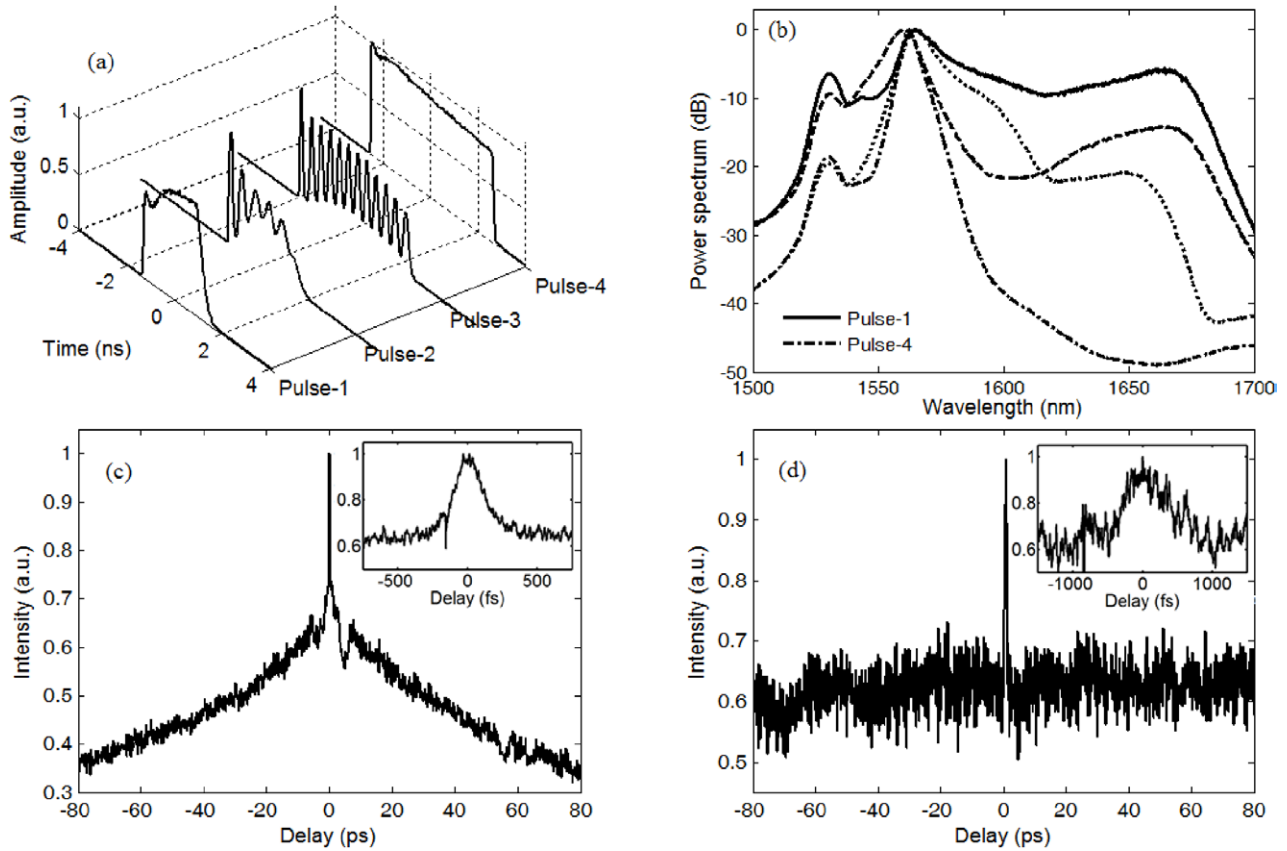 (a)
Amplitude (a.u.)
1
0.5
0
-4
-2
0
2
4
Time (ns)
Pulse-1
Pulse-2
Pulse-3
Pulse-4
(b)
Power spectrum (dB)
0
-10
-20
-30
-40
-50
Pulse-1
Pulse-4
1500 1550 1600 1650 1700
Wavelength (nm)
(c)
Intensity (a.u.)
1
0.9
0.8
0.7
0.6
0.5
0.4
0.3
-80 -60 -40 -20 0 20 40 60 80
Delay (ps)
1
0.8
0.6
-500 0 500
Delay (fs)
(d)
Intensity (a.u.)
1
0.9
0.8
0.7
0.6
0.5
-80 -60 -40 -20 0 20 40 60 80
Delay (ps)
1
0.8
0.6
-1000 0 1000
Delay (fs)